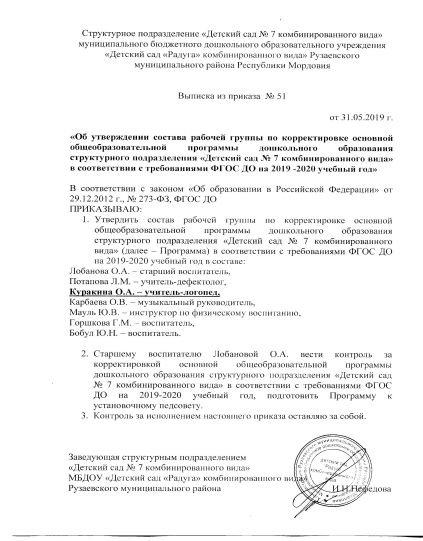 Структурное подразделение «Детский сад № 7 комбинированного вида»
муниципального бюджетного дошкольного образовательного учреждения
«Детский сад «Радуга» комбинированного вида» Рузаевского
муниципального района Республики Мордовия
Выписка из приказа № 51
от 31.05.2019 г.
«Об утверждении состава рабочей группы по корректировке основной
общеобразовательной программы дошкольного образования
структурного подразделения «Детский сад № 7 комбинированного вида»
в соответствии с требованиями ФГОС ДО на 2019 -2020 учебный год»
В соответствии с законом «Об образовании в Российской Федерации» от
29.12.2012 г., № 273-ФЗ, ФГОС ДО
ПРИКАЗЫВАЮ:
1. Утвердить состав рабочей группы по корректировке основной
общеобразовательной программы дошкольного образования
структурного подразделения «Детский сад № 7 комбинированного
вида» (далее – Программа) в соответствии с требованиями ФГОС ДО
на 2019-2020 учебный год в составе:
Лобанова О.А. – старший воспитатель,
Потапова Л.М. – учитель-дефектолог,
Куракина О.А. – учитель-логопед,
Карбаева О.В. – музыкальный руководитель,
Мауль Ю.В. – инструктор по физическому воспитанию,
Горшкова Г.М. – воспитатель,
Бобул Ю.Н. – воспитатель.
2. Старшему воспитателю Лобановой О.А. вести контроль за
корректировкой основной общеобразовательной программы
дошкольного образования структурного подразделения «Детский сад
№ 7 комбинированного вида» в соответствии с требованиями ФГОС
ДО на 2019-2020 учебный год, подготовить Программу к
установочному педсовету.
3. Контроль за исполнением настоящего приказа оставляю за собой.
Заведующая структурным подразделением
«Детский сад № 7 комбинированного вида»
МБДОУ «Детский сад «Радуга» комбинированного вида»
Рузаевского муниципального района И.Н.Нефедова